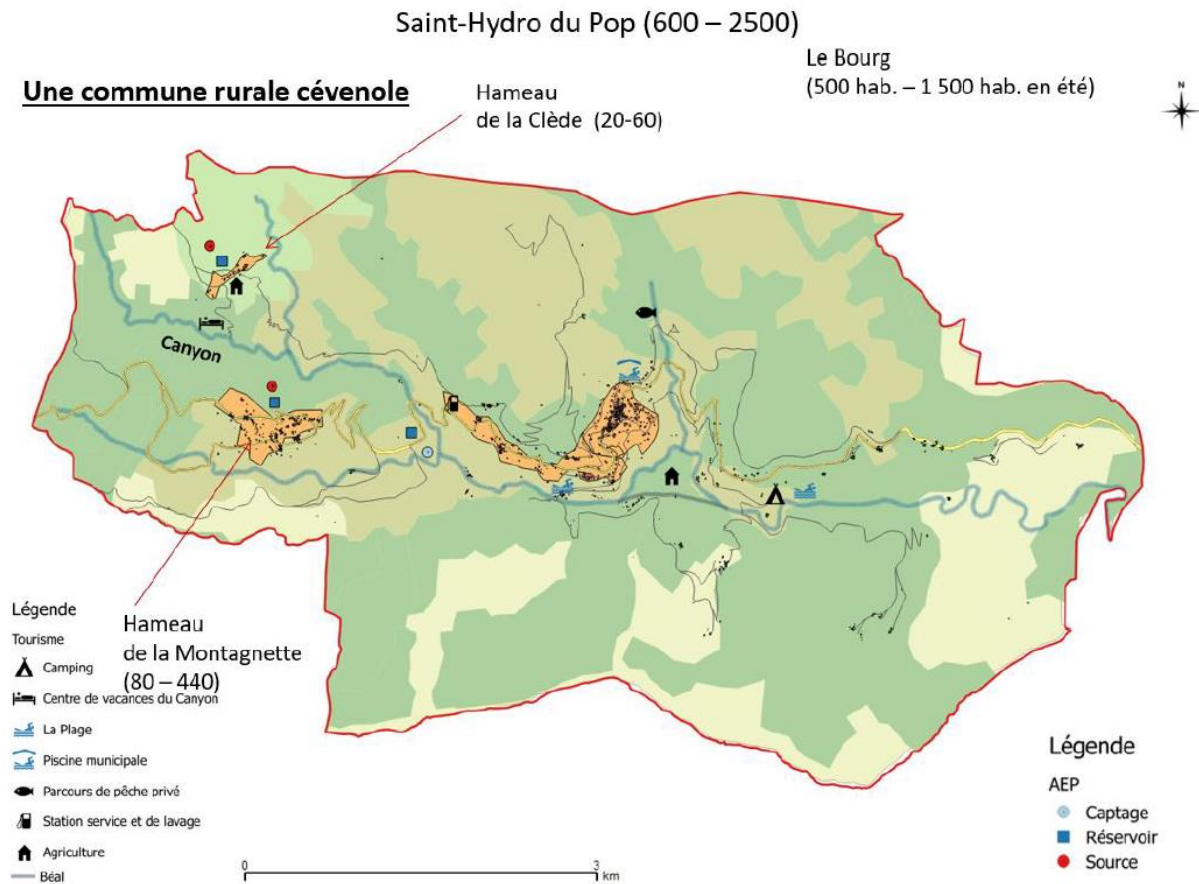 Saint-Hydro du Pop (600 – 2500)
Le Bourg
(500 hab. – 1 500 hab. en été)
Une commune rurale cévenole
Hameau
de la Clède (20-60)
N
Canyon
Légende
Tourisme
Camping
Centre de vacances du Canyon
La Plage
Piscine municipale
Parcours de pêche privé
Station service et de lavage
Agriculture
Béal
Hameau
de la Montagnette
(80 – 440)
0
3
km
Légende
AEP
Captage
Réservoir
Source